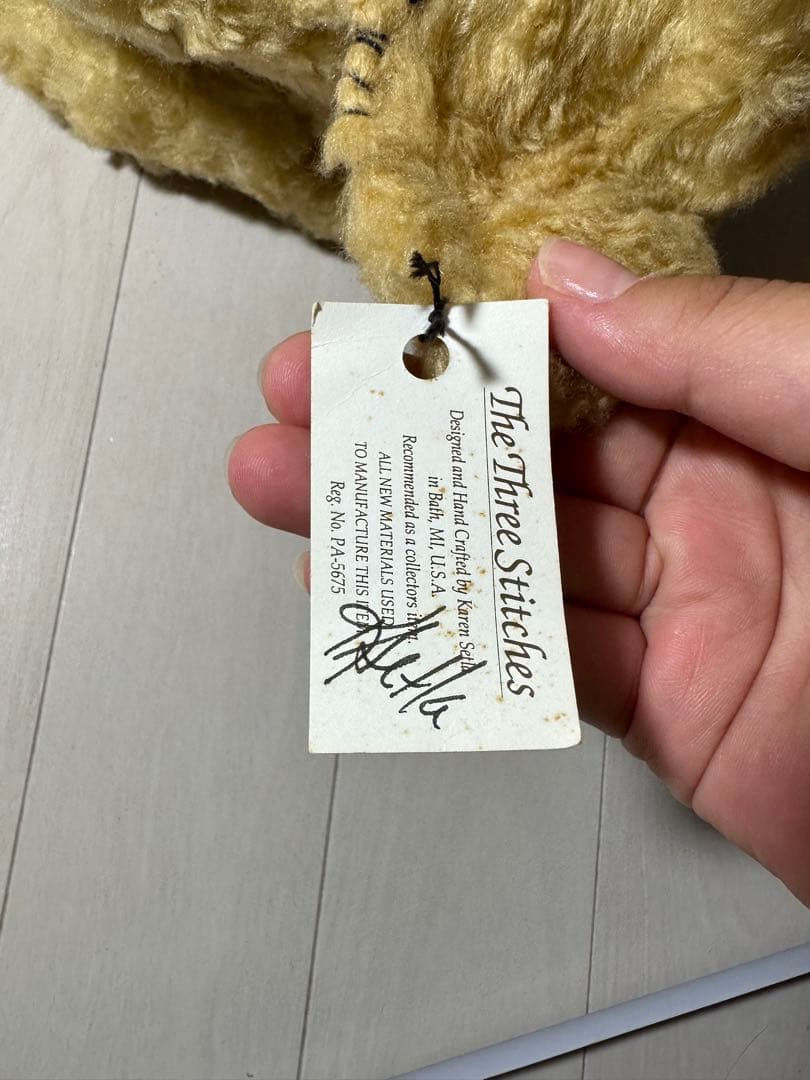 The Three Stitches
Designed and Hand Crafted by Karen
in Bath, MI, U.S.A.
Recommended as a collectors item.
ALL NEW MATERIALS USED
TO MANUFACTURE THIS ITEM
Reg. No. PA-5675